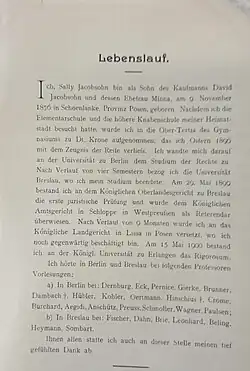 Lebenslauf.
Ich, Sally Jacobsohn bin als Sohn des Kaufmanns David
Jacobsohn und dessen Ehefrau Minna, am 9 November
1876 in Schoenlanke, Provinz Posen, geboren. Nachdem ich die
Elementarschule und die höhere Knabenschule meiner Heimat-
stadt besucht hatte, wurde ich in die Ober-Tertia des Gym-
nasiums zu Dt. Krone aufgenommen, das ich Ostern 1896
mit dem Zeugnis der Reife verließ. Ich wandte mich darauf
an der Universität zu Berlin dem Studium der Rechte zu.
Nach Verlauf von vier Semestern bezog ich die Universität
Breslau, wo ich mein Studium beendete. Am 29. Mai 1899
bestand ich an dem Königlichen Oberlandesgericht zu Breslau
die erste juristische Prüfung und wurde dem Königlichen
Amtsgericht in Schloppe in Westpreußen als Referendar
überwiesen. Nach Verlauf von 9 Monaten wurde ich an das
Königliche Landgericht in Lissa in Posen versetzt, wo ich
noch gegenwärtig beschäftigt bin. Am 15 Mai 1900 bestand
ich an der Königl. Universität zu Erlangen das Rigorosum.
Ich hörte in Berlin und Breslau bei folgenden Professoren
Vorlesungen:
a) In Berlin bei: Dernburg, Eck, Pernice, Gierke, Brunner,
Dambach †, Hübler, Kohler, Oertmann, Hinschius †, Crome,
Burchard, Aegidi, Anschütz, Preuss, Schmoller, Wagner, Paulsen;
b) In Breslau bei: Fischer, Dahn, Brie, Leonhard, Beling,
Heymann, Sombart.
Ihnen allen statte ich an dieser Stelle meinen tief
gefühlten Dank ab